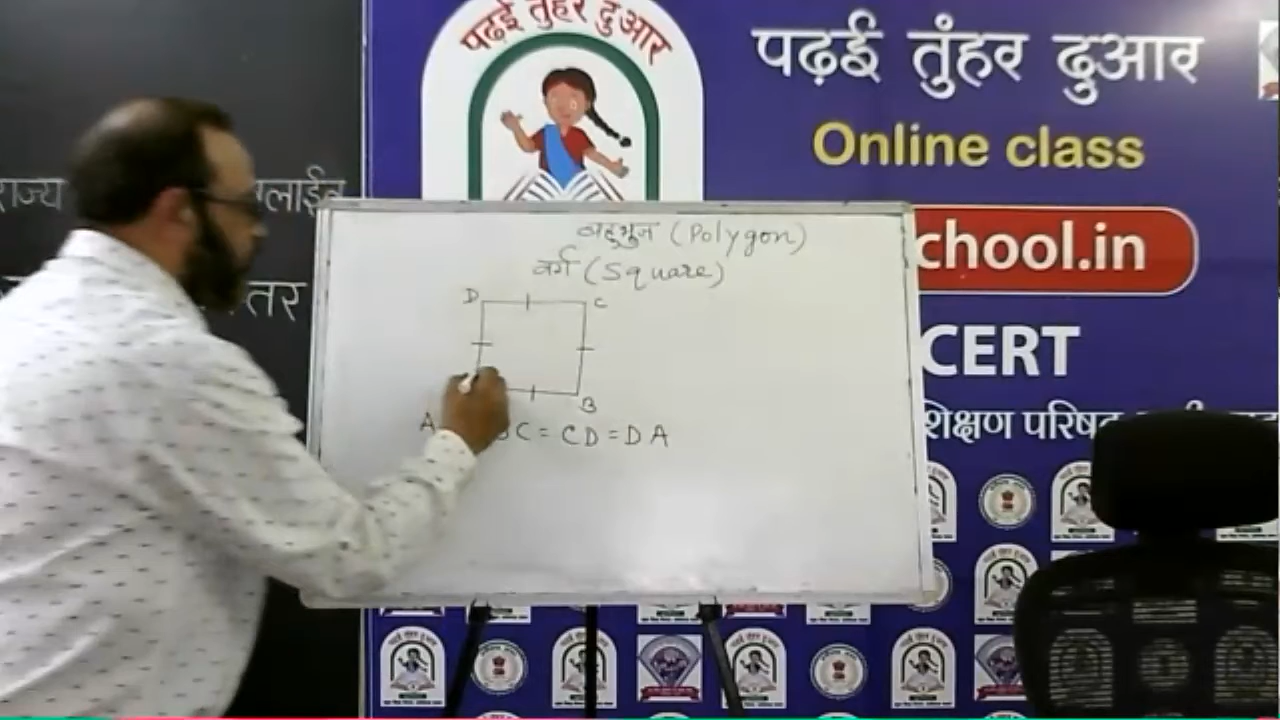 पढ़ई तुंहर दुआर
पढ़ई तुंहर दुआर
Online class
chool.in
CERT
शिक्षण परिषद
राज्य
तर
बहुभुज (Polygon)
वर्ग (Square)
D C
B
A C = CD = DA